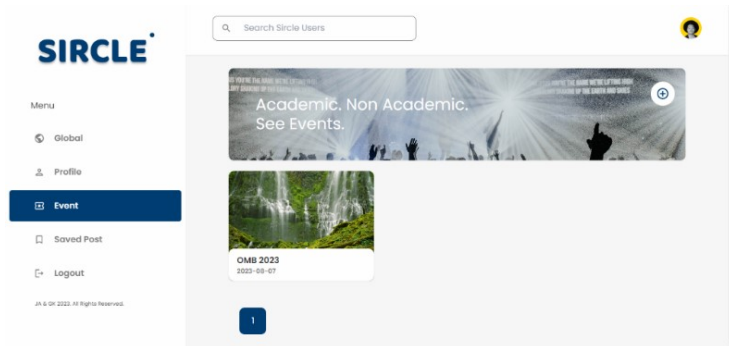 SIRCLE
Search Sircle Users
Menu
Global
Profile
Event
Saved Post
Logout
JA & GK 2023. All Rights Reserved.
Academic. Non Academic.
See Events.
OMB 2023
2023-08-07
1